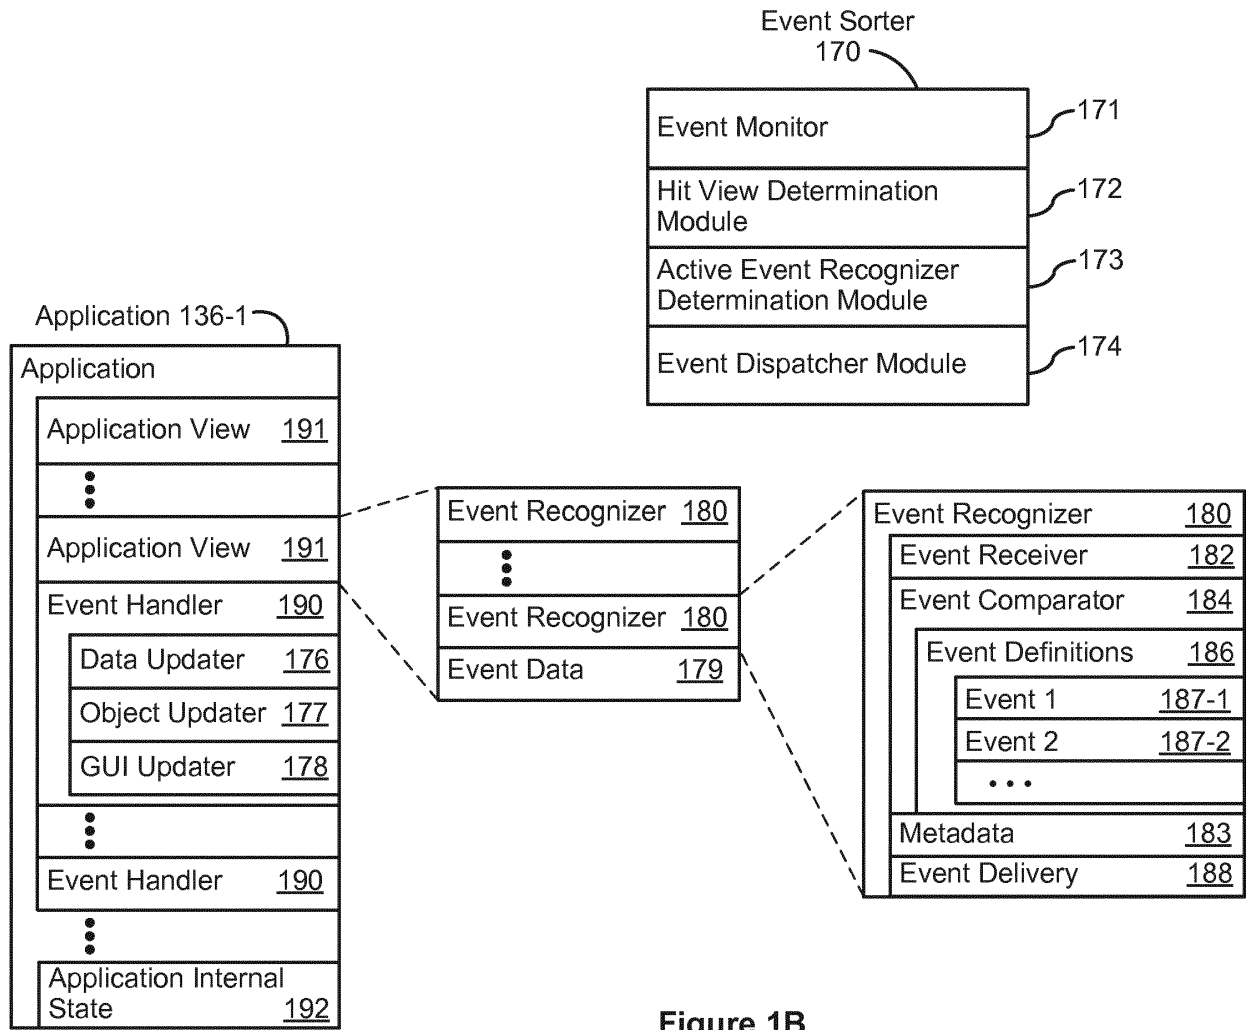 Event Sorter
170
Event Monitor
171
Hit View Determination
Module
172
Active Event Recognizer
Determination Module
173
Event Dispatcher Module
174
Application 136-1
Application
Application View 191
Application View 191
Event Handler 190
Data Updater 176
Object Updater 177
GUI Updater 178
Event Handler 190
Application Internal
State 192
Event Recognizer 180
Event Recognizer 180
Event Data 179
Event Recognizer 180
Event Receiver 182
Event Comparator 184
Event Definitions 186
Event 1 187-1
Event 2 187-2
Metadata 183
Event Delivery 188
Figure 1B